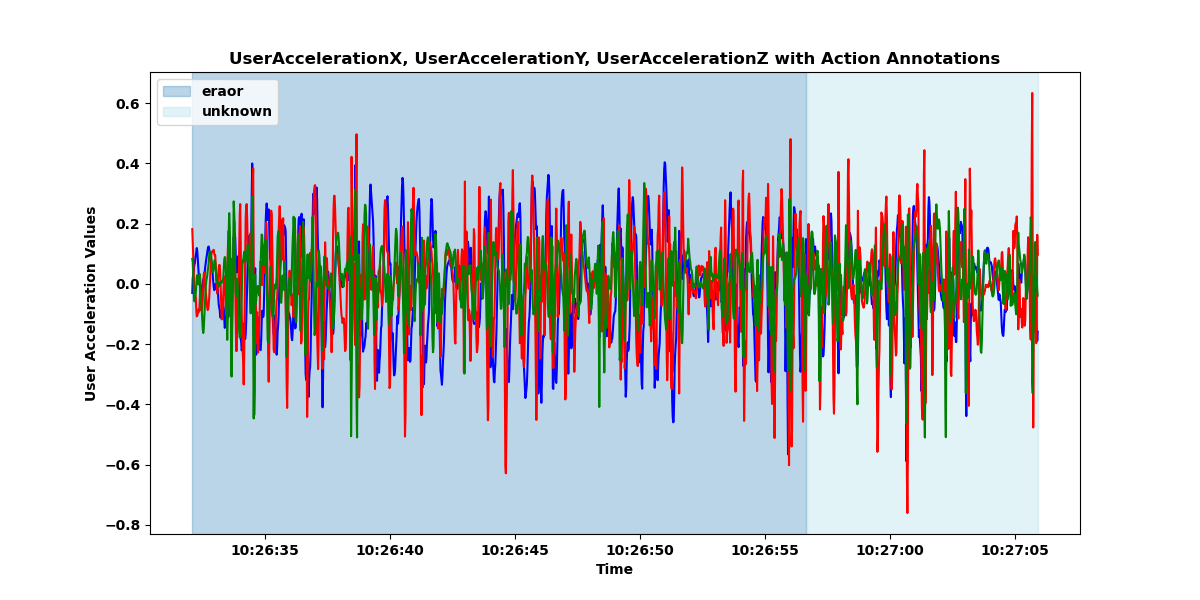 UserAccelerationX, UserAccelerationY, UserAccelerationZ with Action Annotations
eraor
unknown
User Acceleration Values
0.6
0.4
0.2
0.0
−0.2
−0.4
−0.6
−0.8
10:26:35 10:26:40 10:26:45 10:26:50 10:26:55 10:27:00 10:27:05
Time